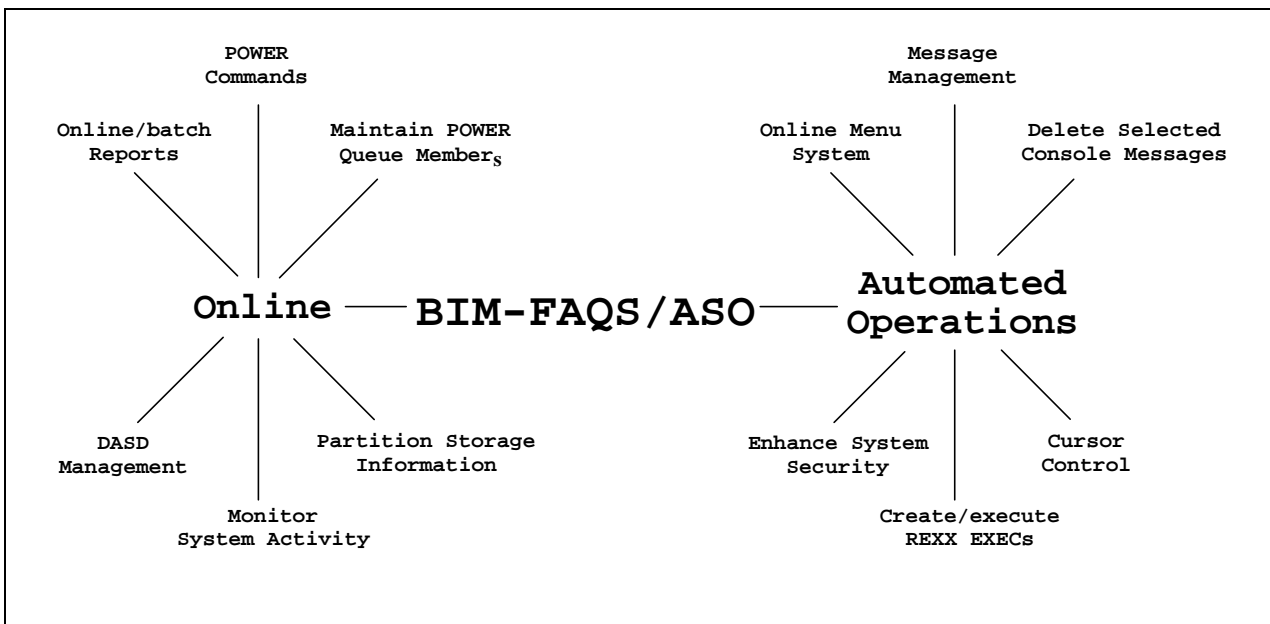 POWER
Commands
Online/batch
Reports
Maintain POWER
Queue Members
Online
DASD
Management
Monitor
System Activity
Partition Storage
Information
BIM-FAQS/ASO
Message
Management
Online Menu
System
Delete Selected
Console Messages
Automated
Operations
Enhance System
Security
Create/execute
REXX EXECs
Cursor
Control